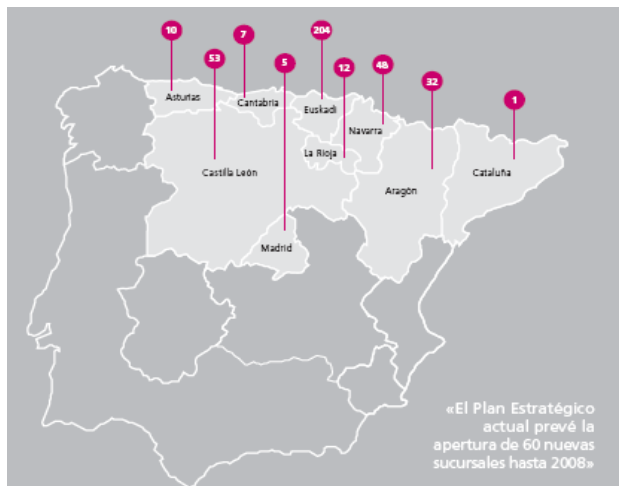 10
7
204
53
5
12
48
32
1
Asturias
Cantabria
Euskadi
Navarra
La Rioja
Castilla León
Aragón
Cataluña
Madrid
«El Plan Estratégico
actual prevé la
apertura de 60 nuevas
sucursales hasta 2008»